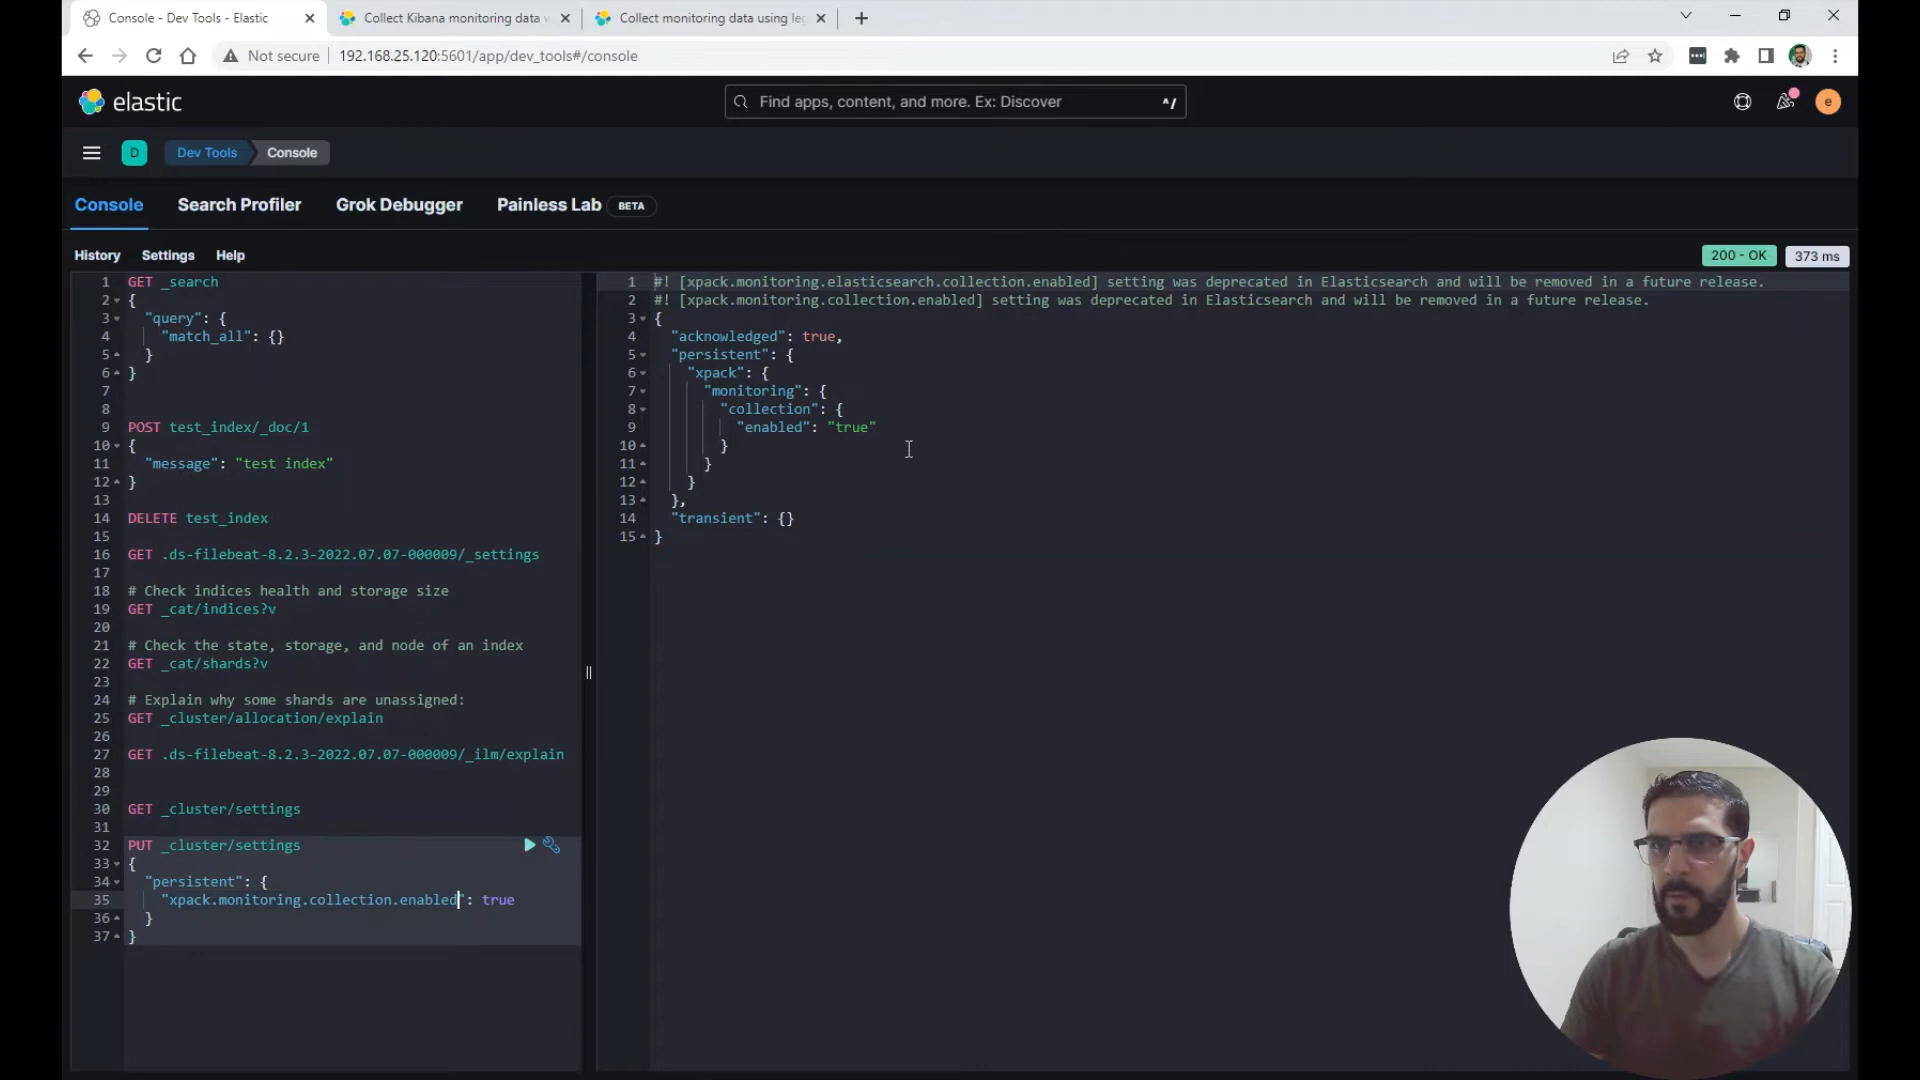 Console - Dev Tools - Elastic
Collect Kibana monitoring data w
Collect monitoring data using leg
Not secure
192.168.25.120:5601/app/dev_tools#/console
elastic
Find apps, content, and more. Ex: Discover
^/
e
D
Dev Tools
Console
Console
Search Profiler
Grok Debugger
Painless Lab
BETA
History
Settings
Help
200 - OK
373 ms
1 GET _search
2 {
3 "query": {
4 "match_all": {}
5 }
6 }
7
8
9 POST test_index/_doc/1
10 {
11 "message": "test index"
12 }
13
14 DELETE test_index
15
16 GET .ds-filebeat-8.2.3-2022.07.07-000009/_settings
17
18 # Check indices health and storage size
19 GET _cat/indices?v
20
21 # Check the state, storage, and node of an index
22 GET _cat/shards?v
23
24 # Explain why some shards are unassigned:
25 GET _cluster/allocation/explain
26
27 GET .ds-filebeat-8.2.3-2022.07.07-000009/_ilm/explain
28
29
30 GET _cluster/settings
31
32 PUT _cluster/settings
33 {
34 "persistent": {
35 "xpack.monitoring.collection.enabled": true
36 }
37 }
1 #! [xpack.monitoring.elasticsearch.collection.enabled] setting was deprecated in Elasticsearch and will be removed in a future release.
2 #! [xpack.monitoring.collection.enabled] setting was deprecated in Elasticsearch and will be removed in a future release.
3 {
4 "acknowledged": true,
5 "persistent": {
6 "xpack": {
7 "monitoring": {
8 "collection": {
9 "enabled": "true"
10 }
11 }
12 }
13 },
14 "transient": {}
15 }